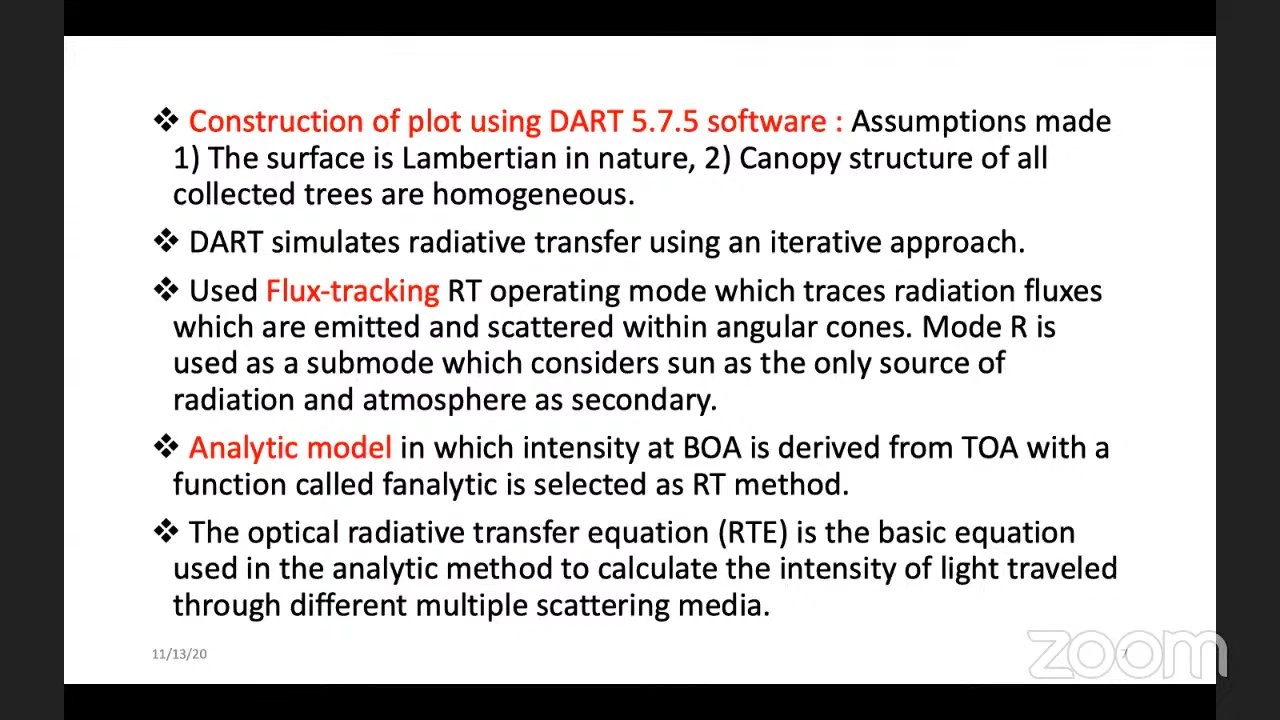 ❖ Construction of plot using DART 5.7.5 software : Assumptions made
1) The surface is Lambertian in nature, 2) Canopy structure of all
collected trees are homogeneous.
❖ DART simulates radiative transfer using an iterative approach.
❖ Used Flux-tracking RT operating mode which traces radiation fluxes
which are emitted and scattered within angular cones. Mode R is
used as a submode which considers sun as the only source of
radiation and atmosphere as secondary.
❖ Analytic model in which intensity at BOA is derived from TOA with a
function called fanalytic is selected as RT method.
❖ The optical radiative transfer equation (RTE) is the basic equation
used in the analytic method to calculate the intensity of light traveled
through different multiple scattering media.
11/13/20
7
zoom